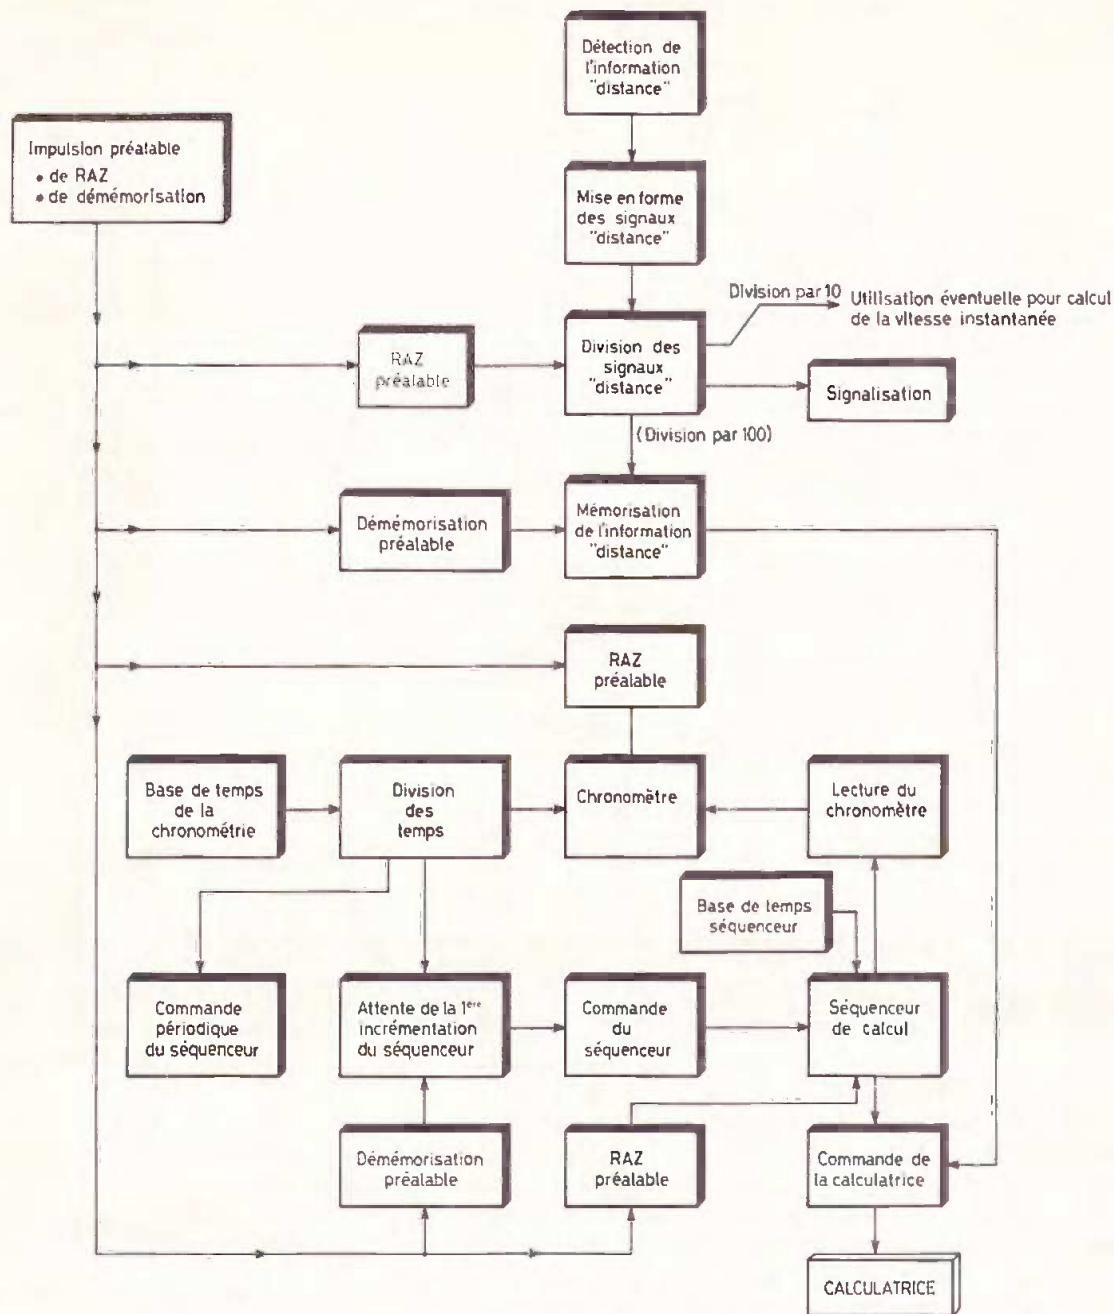 Détection de
l'information
"distance"
Impulsion préalable
• de RAZ
• de démémorisation
Mise en forme
des signaux
"distance"
Division par 10
Utilisation éventuelle pour calcul
de la vitesse instantanée
RAZ
préalable
Division des
signaux
"distance"
Signalisation
(Division par 100)
Démémorisation
préalable
Mémorisation
de l'information
"distance"
RAZ
préalable
Base de temps
de la
chronométrie
Division
des
temps
Chronomètre
Lecture du
chronomètre
Base de temps
séquenceur
Commande
périodique
du séquenceur
Attente de la 1ère
incrémentation
du séquenceur
Commande
du
séquenceur
Séquenceur
de calcul
Démémorisation
préalable
RAZ
préalable
Commande de
la calculatrice
CALCULATRICE